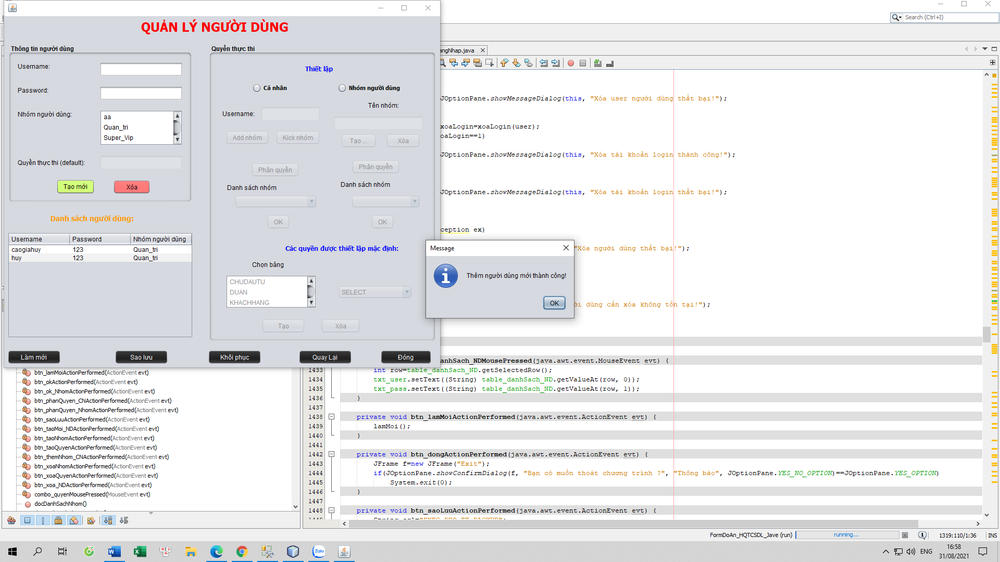 QUẢN LÝ NGƯỜI DÙNG
Thông tin người dùng
Username:
Password:
Nhóm người dùng:
aa
Quan_tri
Super_Vip
Quyền thực thi (default):
Tạo mới
Xóa
Danh sách người dùng:
Username Password Nhóm người dùng
caogiahuy 123 Quan_tri
huy 123 Quan_tri
Quyền thực thi
Thiết lập
Cá nhân
Nhóm người dùng
Tên nhóm:
Username:
Add nhóm
Kick nhóm
Tạo ...
Xóa
Phân quyền
Phân quyền
Danh sách nhóm
Danh sách nhóm
OK
OK
Các quyền được thiết lập mặc định:
Chọn bảng
CHUDAUTU
DUAN
KHACHHANG
SELECT
Tạo
Xóa
Làm mới
Sao lưu
Khôi phục
Quay Lại
Đóng
Message
Thêm người dùng mới thành công!
OK
Search (Ctrl+I)
angNhap.java
JOptionPane.showMessageDialog(this, "Xóa user người dùng thất bại!");
xoaLogin=xoaLogin(user);
oaLogin==1)
JOptionPane.showMessageDialog(this, "Xóa tài khoản login thành công!");
JOptionPane.showMessageDialog(this, "Xóa tài khoản login thất bại!");
ception ex)
"Xóa người dùng thất bại!");
i dùng cần xóa không tồn tại!");
anhSach_NDMousePressed(java.awt.event.MouseEvent evt) {
1433 int row=table_danhSach_ND.getSelectedRow();
1434 txt_user.setText((String) table_danhSach_ND.getValueAt(row, 0));
1435 txt_pass.setText((String) table_danhSach_ND.getValueAt(row, 1));
1436 }
1437
1438 private void btn_lamMoiActionPerformed(java.awt.event.ActionEvent evt) {
1439 lamMoi();
1440 }
1441
1442 private void btn_dongActionPerformed(java.awt.event.ActionEvent evt) {
1443 JFrame f=new JFrame("Exit");
1444 if(JOptionPane.showConfirmDialog(f, "Bạn có muốn thoát chương trình ?", "Thông báo", JOptionPane.YES_NO_OPTION)==JOptionPane.YES_OPTION)
1445 System.exit(0);
1446 }
1447
1448 private void btn_saoLuuActionPerformed(java.awt.event.ActionEvent evt) {
btn_lamMoiActionPerformed(ActionEvent evt)
btn_okActionPerformed(ActionEvent evt)
btn_ok_NhomActionPerformed(ActionEvent evt)
btn_phanQuyen_CNActionPerformed(ActionEvent evt)
btn_phanQuyen_NhomActionPerformed(ActionEvent evt)
btn_saoLuuActionPerformed(ActionEvent evt)
btn_taoMoi_NDActionPerformed(ActionEvent evt)
btn_taoNhomActionPerformed(ActionEvent evt)
btn_taoQuyenActionPerformed(ActionEvent evt)
btn_themNhom_CNActionPerformed(ActionEvent evt)
btn_xoaNhomActionPerformed(ActionEvent evt)
btn_xoaQuyenActionPerformed(ActionEvent evt)
btn_xoa_NDActionPerformed(ActionEvent evt)
combo_quyenMousePressed(MouseEvent evt)
docDanhSachNhom()
FormDoAn_HQTCSDL_Jave (run)
running...
1
1319:110/1:36
INS
Zalo
ENG
16:58
31/08/2021